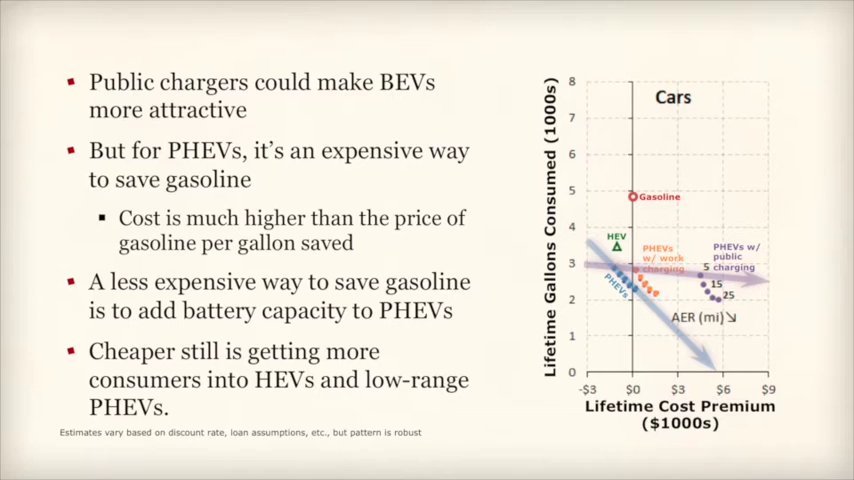 Public chargers could make BEVs
more attractive
But for PHEVs, it's an expensive way
to save gasoline
Cost is much higher than the price of
gasoline per gallon saved
A less expensive way to save gasoline
is to add battery capacity to PHEVs
Cheaper still is getting more
consumers into HEVs and low-range
PHEVs.
Estimates vary based on discount rate, loan assumptions, etc., but pattern is robust
Lifetime Gallons Consumed (1000s)
8
7
6
5
4
3
2
1
0
Cars
Gasoline
HEV
PHEVs
w/ work
charging
PHEVs w/
public
charging
5
15
25
PHEVs
AER (mi)↘
-$3 $0 $3 $6 $9
Lifetime Cost Premium
($1000s)